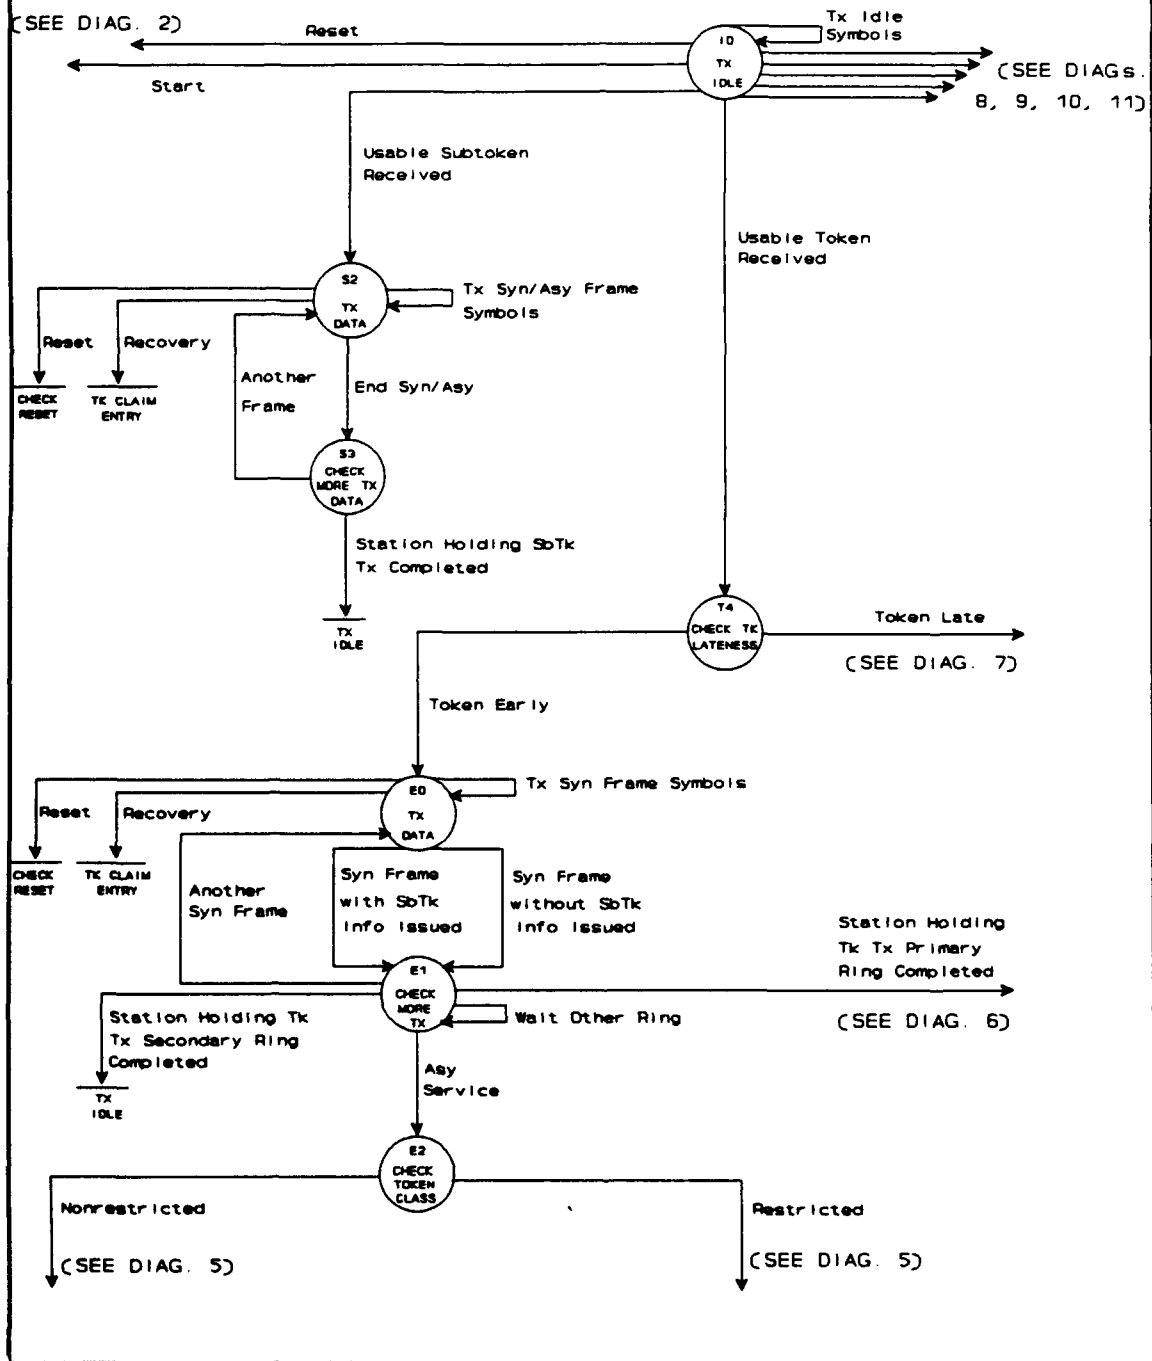 (SEE DIAG. 2)
Reset
Start
Tx Idle
Symbols
ID
TX
IDLE
(SEE DIAGs.
8, 9, 10, 11)
Usable Subtoken
Received
Usable Token
Received
S2
TX
DATA
Tx Syn/Asy Frame
Symbols
Reset
Recovery
CHECK
RESET
TK CLAIM
ENTRY
Another
Frame
End Syn/Asy
S3
CHECK
MORE TX
DATA
Station Holding SbTk
Tx Completed
TX
IDLE
T4
CHECK TK
LATENESS
Token Late
(SEE DIAG. 7)
Token Early
E0
TX
DATA
Tx Syn Frame Symbols
Reset
Recovery
CHECK
RESET
TK CLAIM
ENTRY
Another
Syn Frame
Syn Frame
with SbTk
Info Issued
Syn Frame
without SbTk
Info Issued
Station Holding
Tk Tx Primary
Ring Completed
(SEE DIAG. 6)
E1
CHECK
MORE
TX
Wait Other Ring
Station Holding Tk
Tx Secondary Ring
Completed
TX
IDLE
Asy
Service
E2
CHECK
TOKEN
CLASS
Nonrestricted
(SEE DIAG. 5)
Restricted
(SEE DIAG. 5)